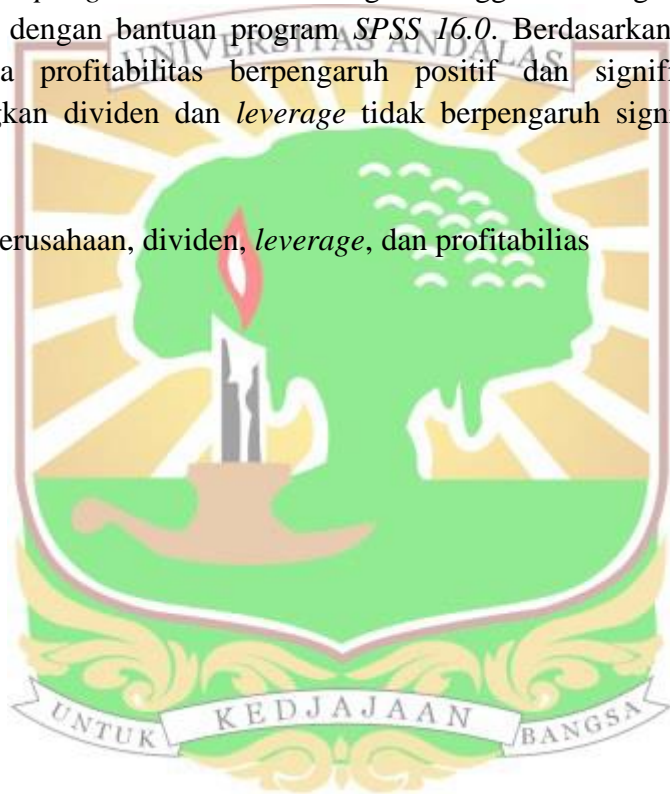 dengan bantuan program SPSS 16.0. Berdasarkan
UNIVERSITAS ANDALAS
profitabilitas berpengaruh positif dan
dividen dan leverage tidak berpengaruh
dividen, leverage, dan profitabilias
UNTUK KEDJAJAAN BANGSA